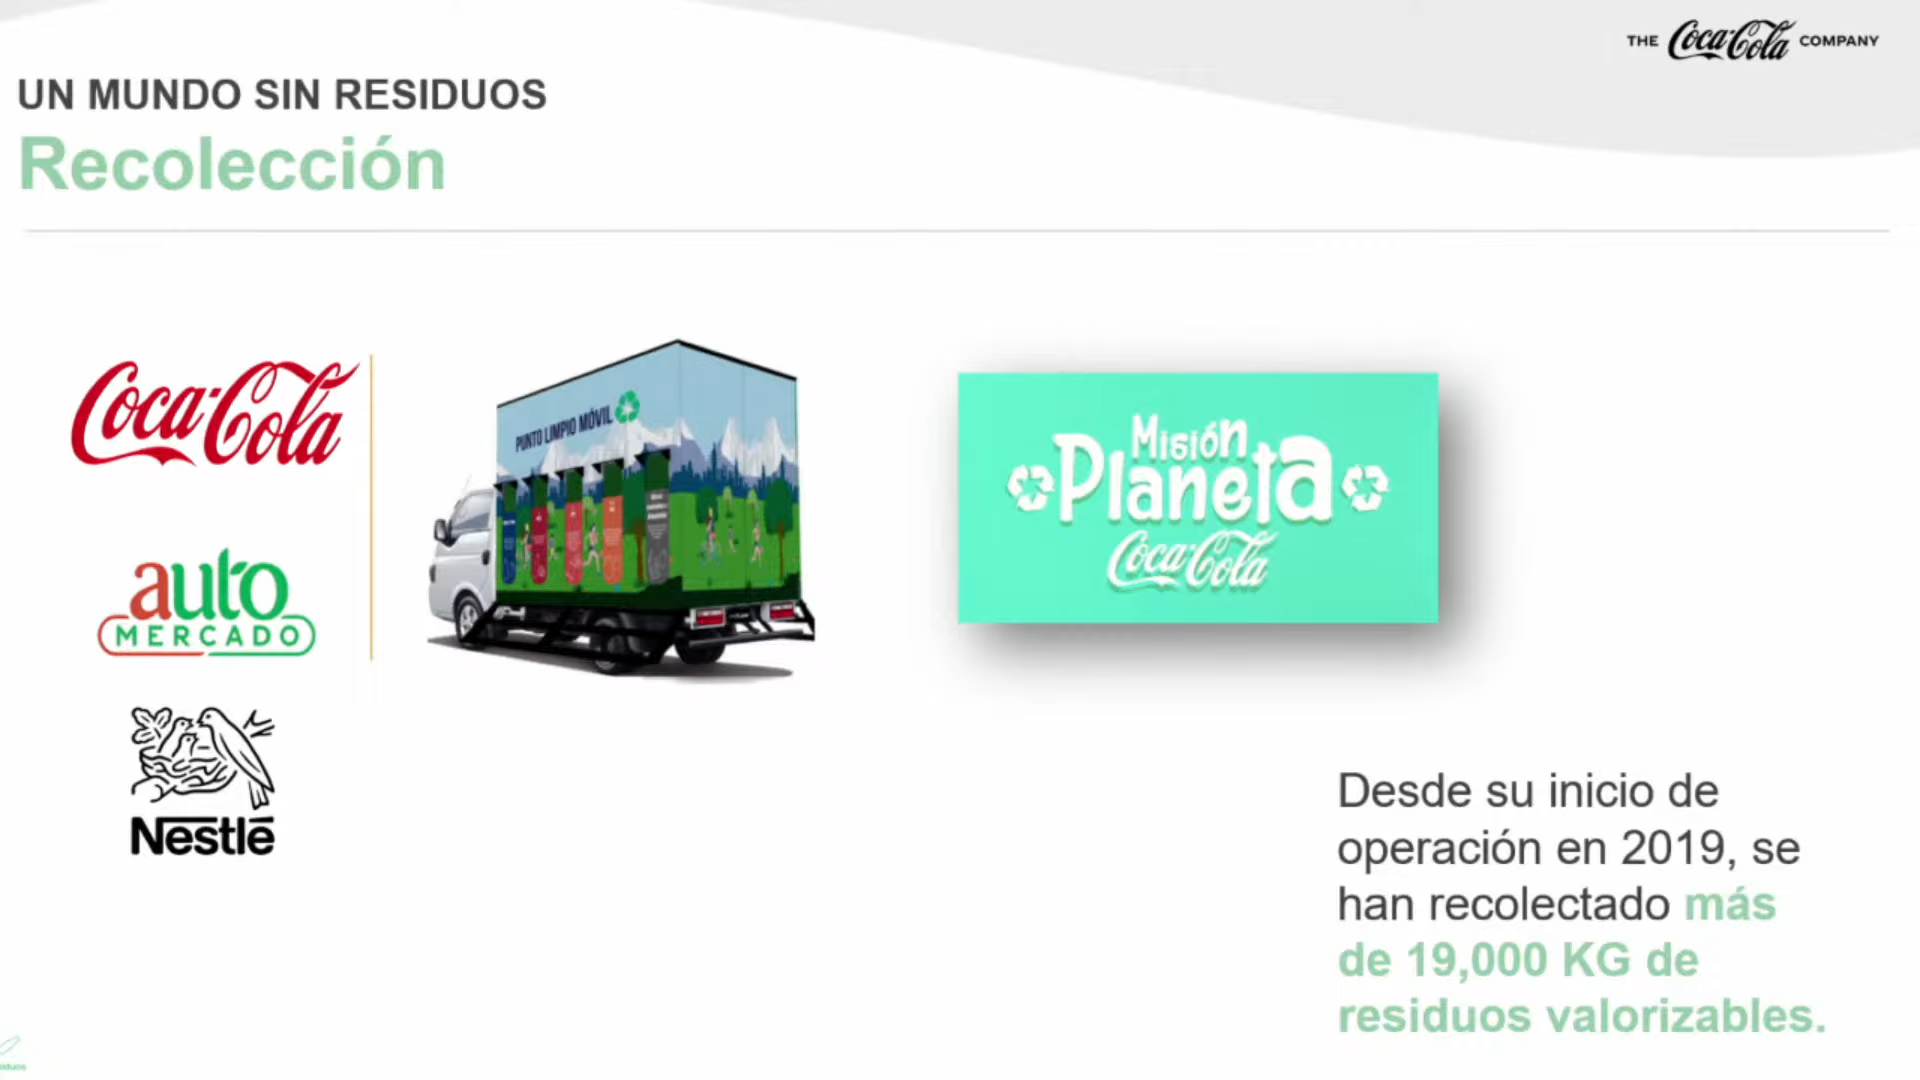 THE Coca-Cola COMPANY
UN MUNDO SIN RESIDUOS
Recolección
Coca-Cola
auto
MERCADO
Nestlé
PUNTO LIMPIO MÓVIL
Misión
Planeta
Coca-Cola
Desde su inicio de
operación en 2019, se
han recolectado más
de 19,000 KG de
residuos valorizables.